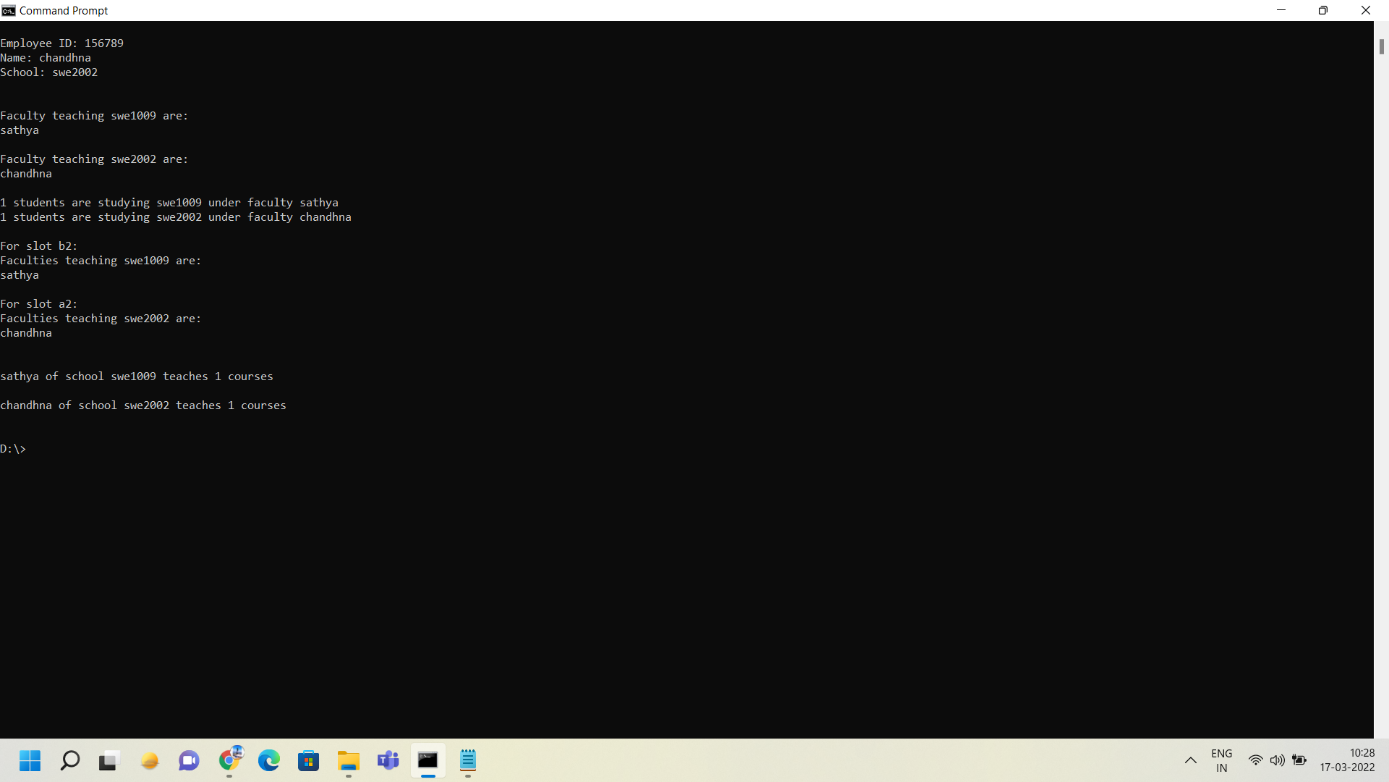 Command Prompt
Employee ID: 156789
Name: chandhna
School: swe2002
Faculty teaching swe1009 are:
sathya
Faculty teaching swe2002 are:
chandhna
1 students are studying swe1009 under faculty sathya
1 students are studying swe2002 under faculty chandhna
For slot b2:
Faculties teaching swe1009 are:
sathya
For slot a2:
Faculties teaching swe2002 are:
chandhna
sathya of school swe1009 teaches 1 courses
chandhna of school swe2002 teaches 1 courses
D:\>
ENG
IN
10:28
17-03-2022